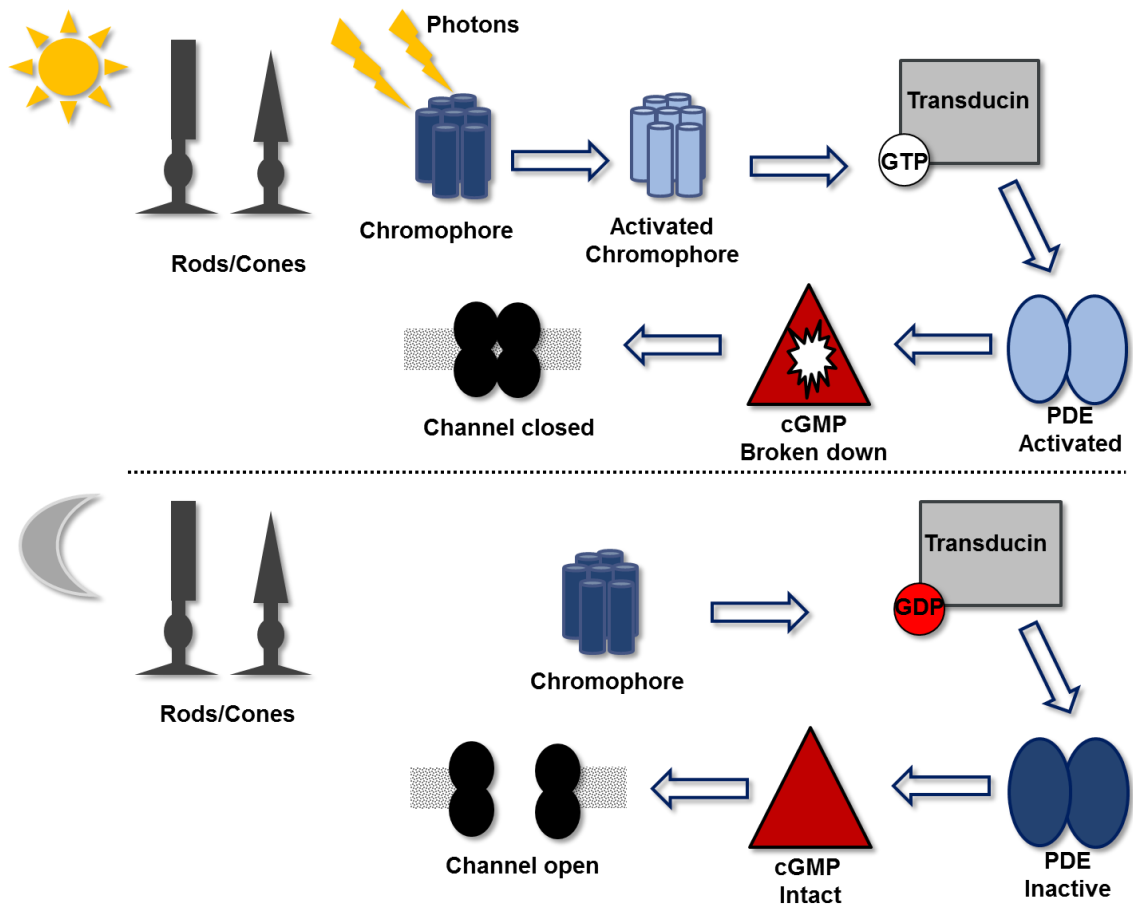 Photons
Transducin
GTP
Chromophore
Activated
Chromophore
Rods/Cones
Channel closed
cGMP
Broken down
PDE
Activated
Transducin
GDP
Chromophore
Rods/Cones
Channel open
cGMP
Intact
PDE
Inactive